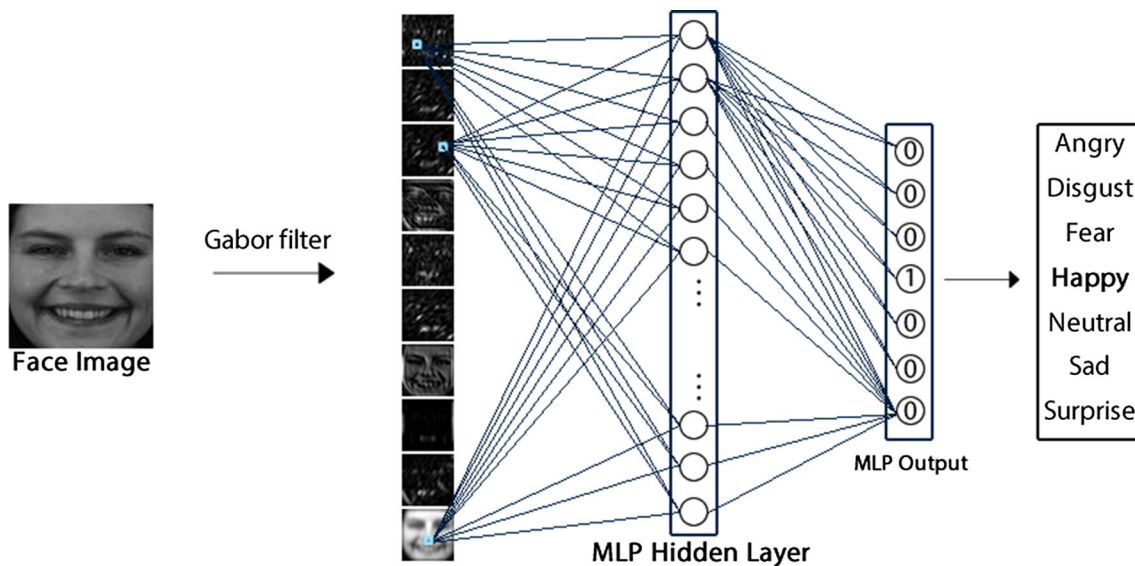 Face Image
Gabor filter
MLP Hidden Layer
0
0
0
1
0
0
0
MLP Output
Angry
Disgust
Fear
Happy
Neutral
Sad
Surprise